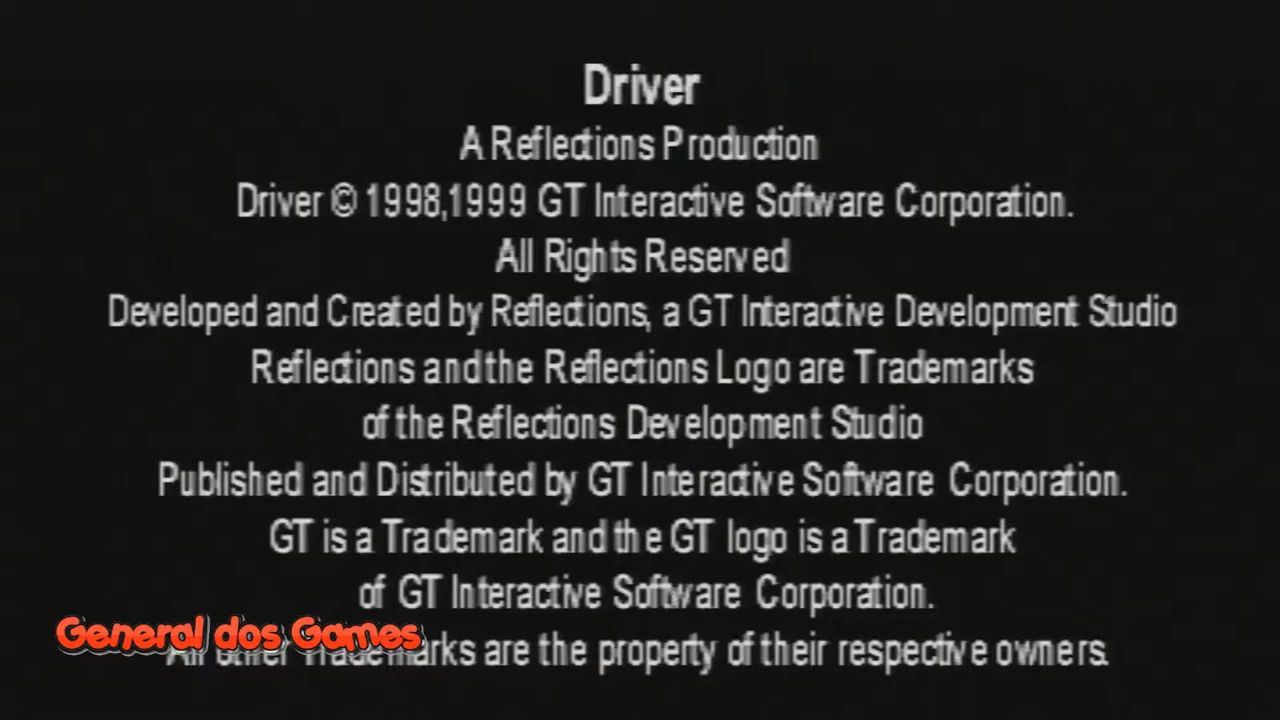 Driver
A Reflections Production
Driver © 1998,1999 GT Interactive Software Corporation.
All Rights Reserved
Developed and Created by Reflections, a GT Interactive Development Studio
Reflections and the Reflections Logo are Trademarks
of the Reflections Development Studio
Published and Distributed by GT Interactive Software Corporation.
GT is a Trademark and the GT logo is a Trademark
of GT Interactive Software Corporation.
General dos Games
All other Trademarks are the property of their respective owners.